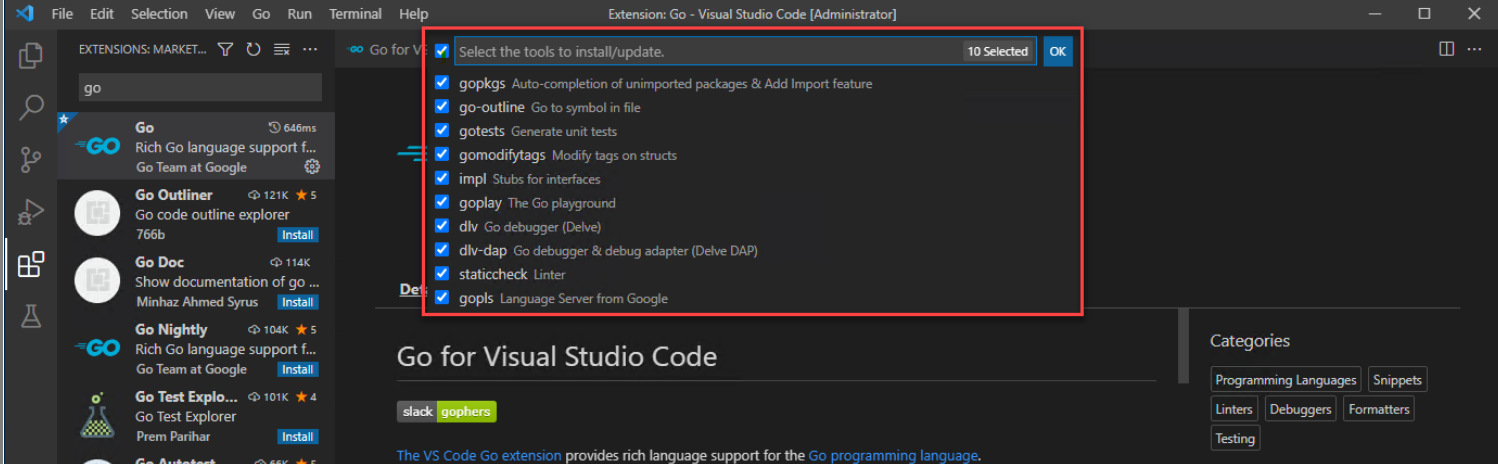 File Edit Selection View Go Run Terminal Help Extension: Go - Visual Studio Code [Administrator]
EXTENSIONS: MARKET...
go
Go 646ms
Rich Go language support f...
Go Team at Google
Go Outliner 121K 5
Go code outline explorer
766b Install
Go Doc 114K
Show documentation of go ...
Minhaz Ahmed Syrus Install
Go Nightly 104K 5
Rich Go language support f...
Go Team at Google Install
Go Test Explo... 101K 4
Go Test Explorer
Prem Parihar Install
Go Autotest 66K 5
GO Go for VS
Select the tools to install/update. 10 Selected OK
gopkgs Auto-completion of unimported packages & Add Import feature
go-outline Go to symbol in file
gotests Generate unit tests
gomodifytags Modify tags on structs
impl Stubs for interfaces
goplay The Go playground
dlv Go debugger (Delve)
dlv-dap Go debugger & debug adapter (Delve DAP)
staticcheck Linter
gopls Language Server from Google
Go for Visual Studio Code
slack gophers
The VS Code Go extension provides rich language support for the Go programming language.
Categories
Programming Languages Snippets
Linters Debuggers Formatters
Testing